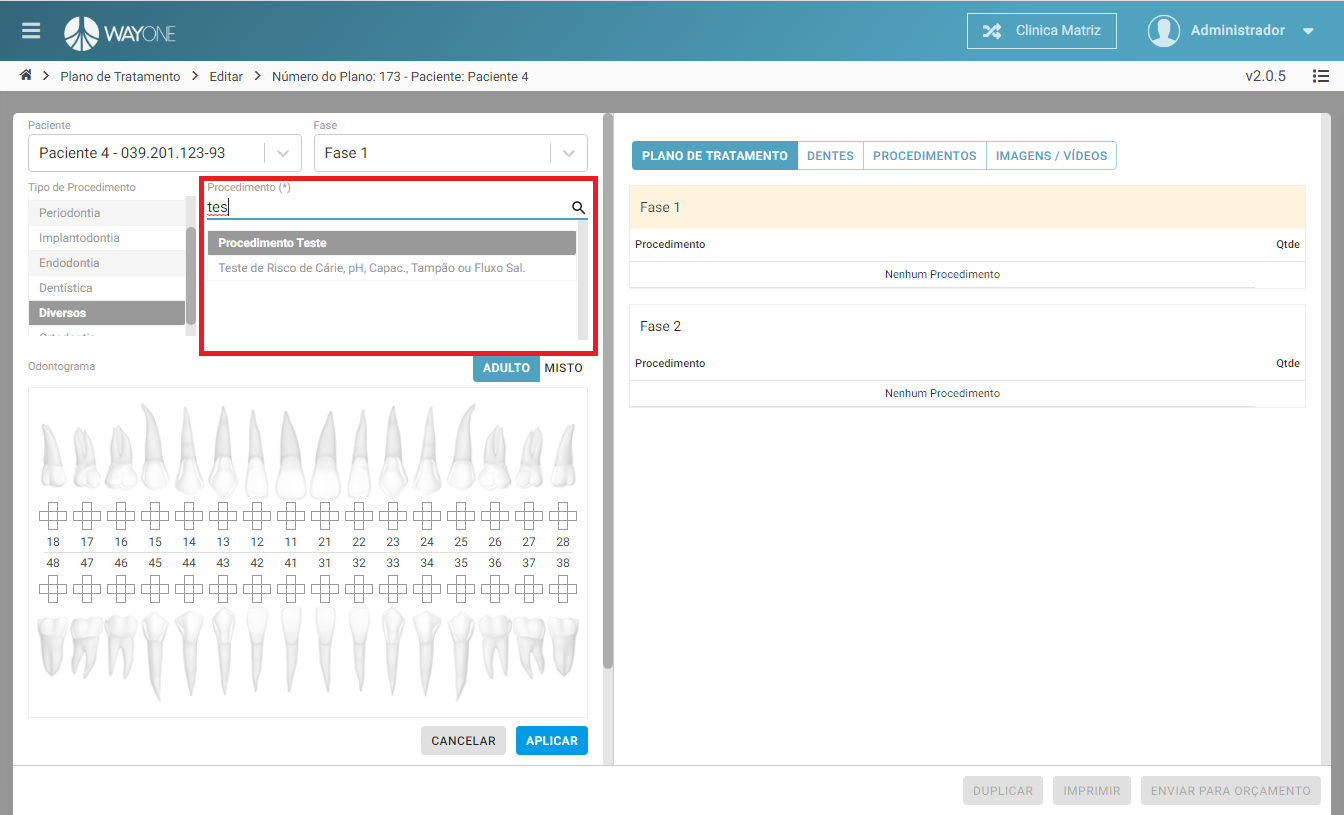 WAYONE
Clinica Matriz
Administrador
Plano de Tratamento
Editar
Número do Plano: 173 - Paciente: Paciente 4
v2.0.5
Paciente
Fase
Paciente 4 - 039.201.123-93
Fase 1
Tipo de Procedimento
Periodontia
Implantodontia
Endodontia
Dentística
Diversos
Ortodontia
Procedimento (*)
tes
Procedimento Teste
Teste de Risco de Cárie, pH, Capac., Tampão ou Fluxo Sal.
Odontograma
ADULTO
MISTO
18 17 16 15 14 13 12 11 21 22 23 24 25 26 27 28
48 47 46 45 44 43 42 41 31 32 33 34 35 36 37 38
CANCELAR
APLICAR
PLANO DE TRATAMENTO
DENTES
PROCEDIMENTOS
IMAGENS / VÍDEOS
Fase 1
Procedimento Qtde
Nenhum Procedimento
Fase 2
Procedimento Qtde
Nenhum Procedimento
DUPLICAR
IMPRIMIR
ENVIAR PARA ORÇAMENTO